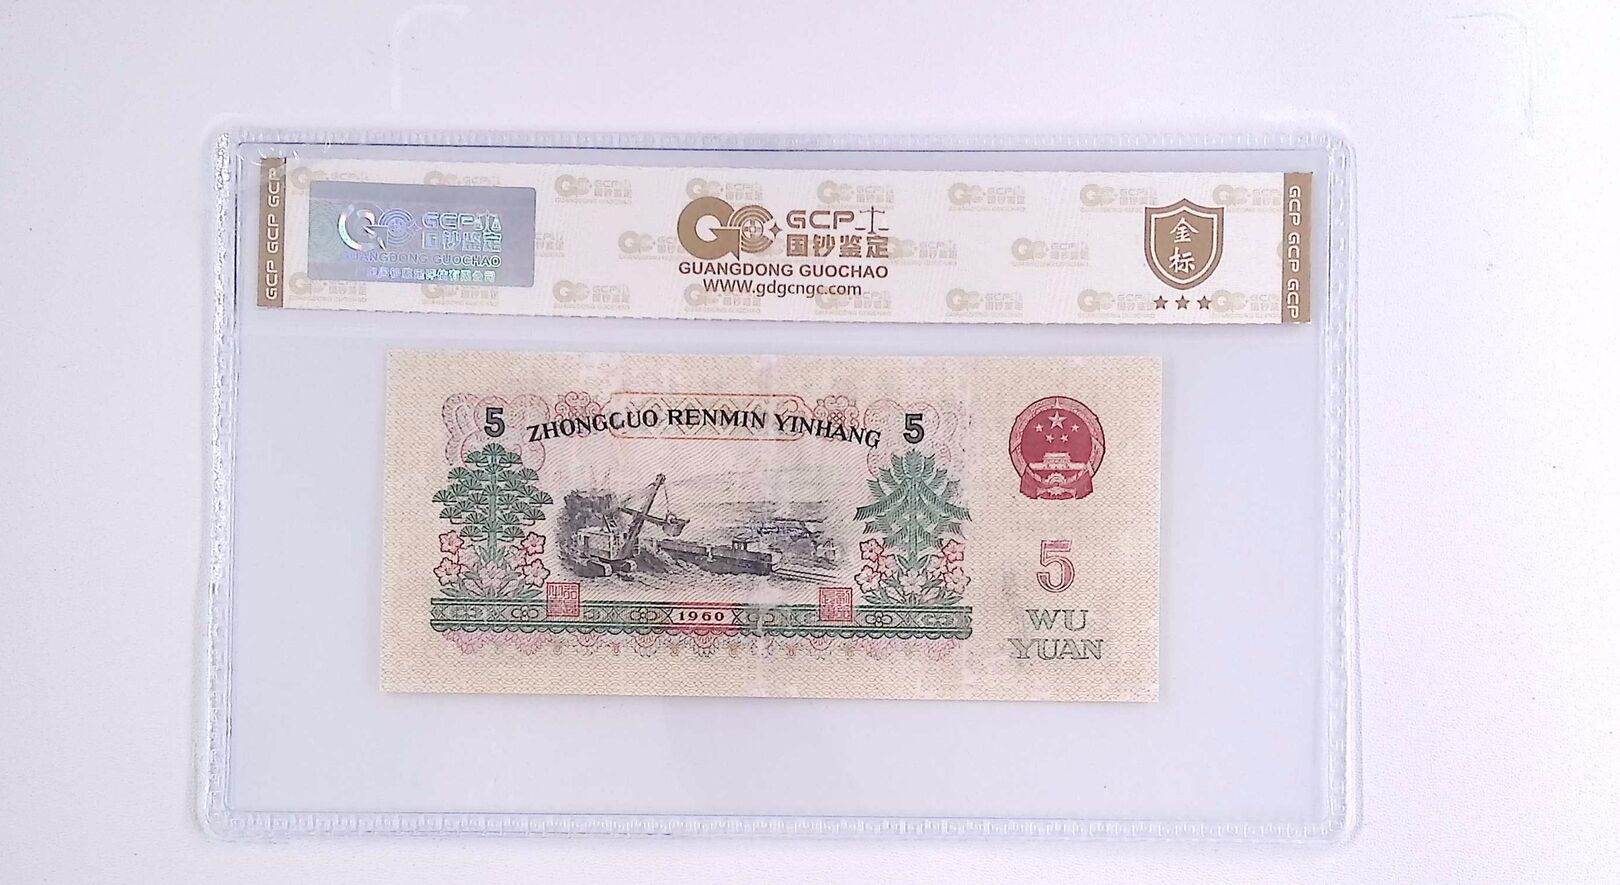 GCP GCP GCP
GCP
国钞鉴定
GUANGDONG GUOCHAO
GCP
国钞鉴定
GUANGDONG GUOCHAO
www.gdgcngc.com
金
标
GCP GCP GCP
5 ZHONGGUO RENMIN YINHANG 5
1960
5
WU
YUAN